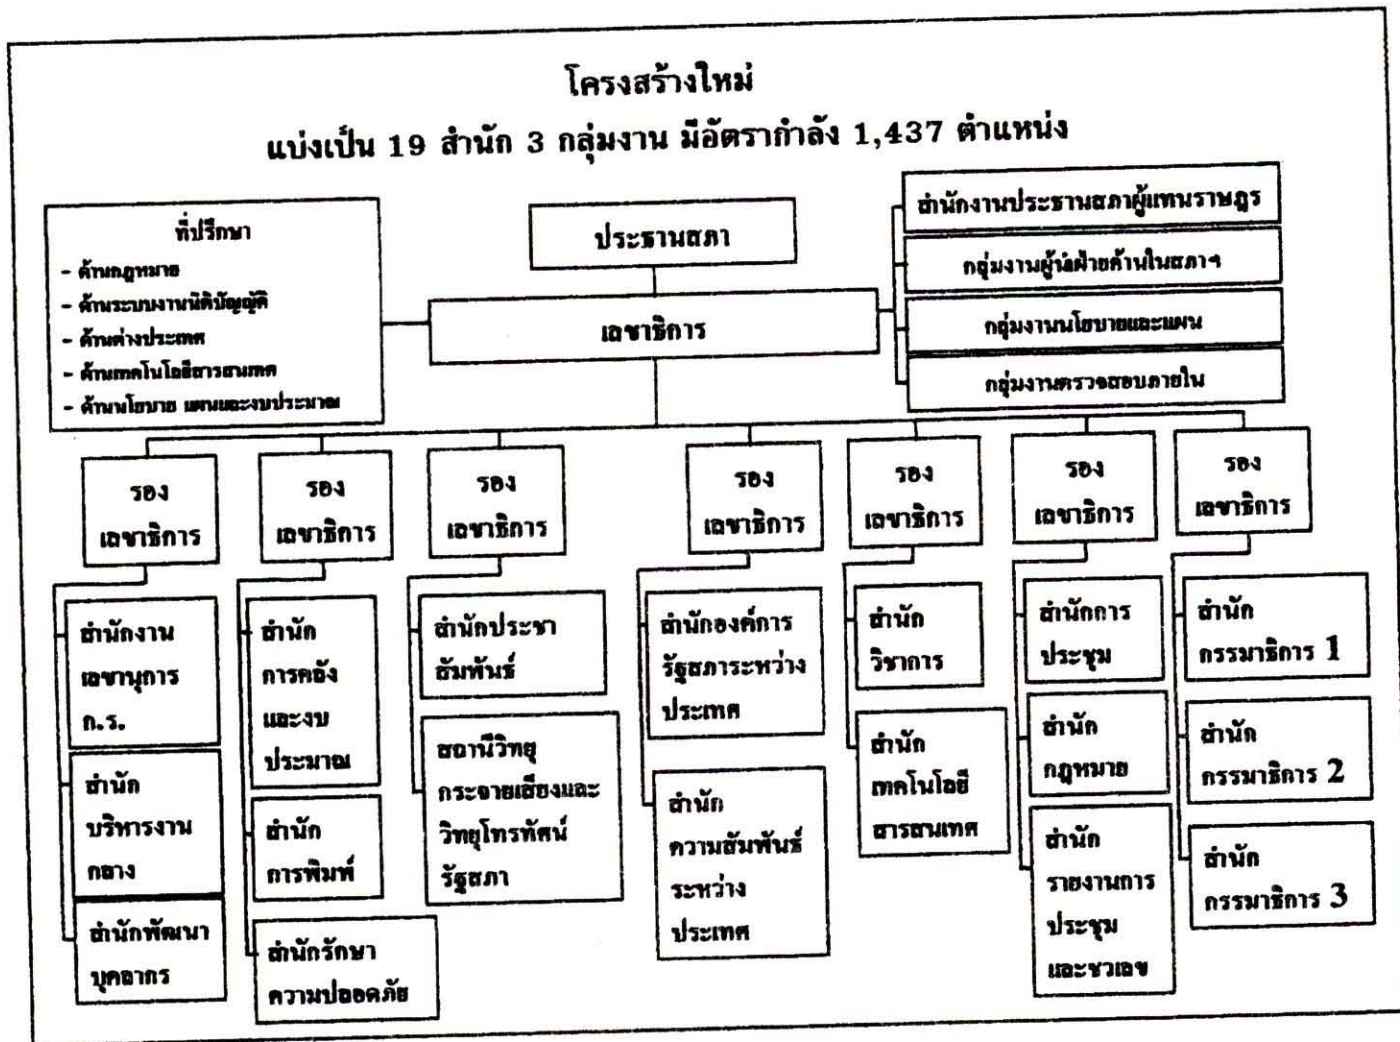 โครงสร้างใหม่
แบ่งเป็น 19 สำนัก 3 กลุ่มงาน มีอัตรากำลัง 1,437 ตำแหน่ง
ที่ปรึกษา
- ด้านกฎหมาย
- ด้านระบบงานนิติบัญญัติ
- ด้านต่างประเทศ
- ด้านเทคโนโลยีสารสนเทศ
- ด้านนโยบาย แผนและงบประมาณ
ประธานสภา
เลขาธิการ
สำนักงานประธานสภาผู้แทนราษฎร
กลุ่มงานผู้นำฝ่ายค้านในสภาฯ
กลุ่มงานนโยบายและแผน
กลุ่มงานตรวจสอบภายใน
รอง
เลขาธิการ
รอง
เลขาธิการ
รอง
เลขาธิการ
รอง
เลขาธิการ
รอง
เลขาธิการ
รอง
เลขาธิการ
รอง
เลขาธิการ
สำนักงาน
เลขานุการ
ก.ร.
สำนัก
บริหารงาน
กลาง
สำนักพัฒนา
บุคลากร
สำนัก
การคลัง
และงบ
ประมาณ
สำนัก
การพิมพ์
สำนักรักษา
ความปลอดภัย
สำนักประชา
สัมพันธ์
สถานีวิทยุ
กระจายเสียงและ
วิทยุโทรทัศน์
รัฐสภา
สำนักองค์การ
รัฐสภาระหว่าง
ประเทศ
สำนัก
ความสัมพันธ์
ระหว่าง
ประเทศ
สำนัก
วิชาการ
สำนัก
เทคโนโลยี
สารสนเทศ
สำนักการ
ประชุม
สำนัก
กฎหมาย
สำนัก
รายงานการ
ประชุม
และชวเลข
สำนัก
กรรมาธิการ 1
สำนัก
กรรมาธิการ 2
สำนัก
กรรมาธิการ 3